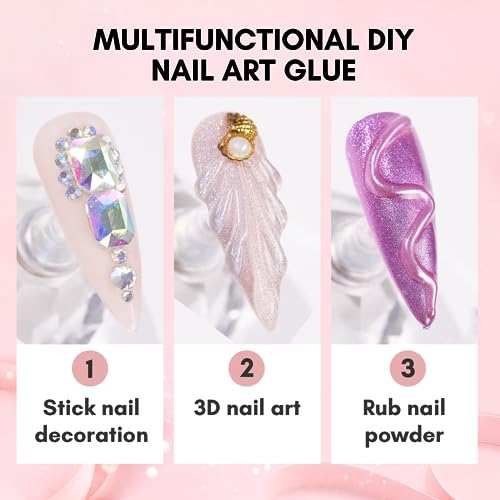 MULTIFUNCTIONAL DIY
NAIL ART GLUE
1
Stick nail
decoration
2
3D nail art
3
Rub nail
powder